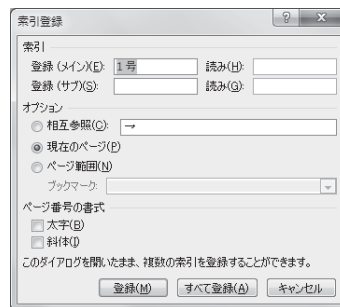 索引登録
索引
登録 (メイン)(E): 1 号 読み(H):
登録 (サブ)(S): 読み(G):
オプション
相互参照(C): →
現在のページ(P)
ページ範囲(N)
ブックマーク:
ページ番号の書式
太字(B)
斜体(I)
このダイアログを開いたまま、複数の索引を登録することができます。
登録(M) すべて登録(A) キャンセル